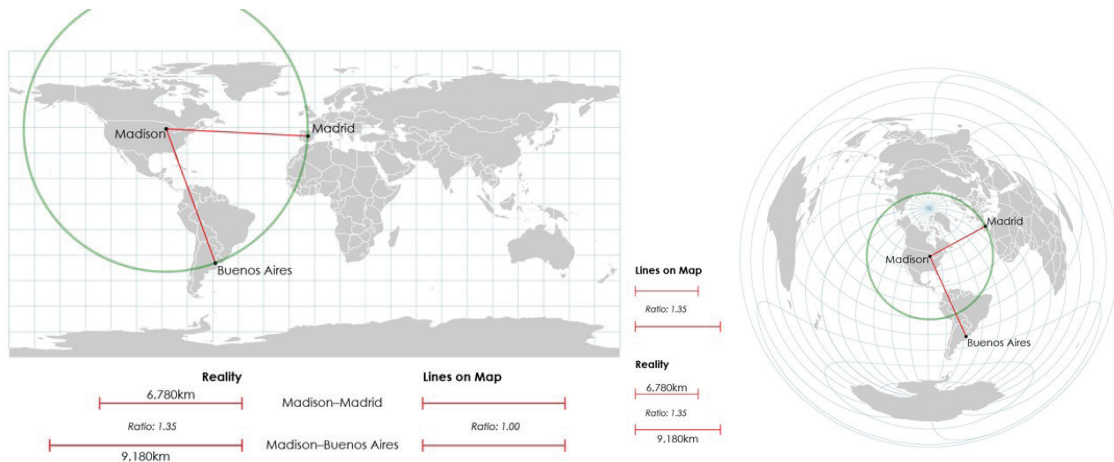 Madison
Madrid
Buenos Aires
Reality
Lines on Map
6,780km
Madison–Madrid
Ratio: 1.35
Ratio: 1.00
Madison–Buenos Aires
9,180km
Lines on Map
Ratio: 1.35
Reality
6,780km
Ratio: 1.35
9,180km
Madrid
Madison
Buenos Aires